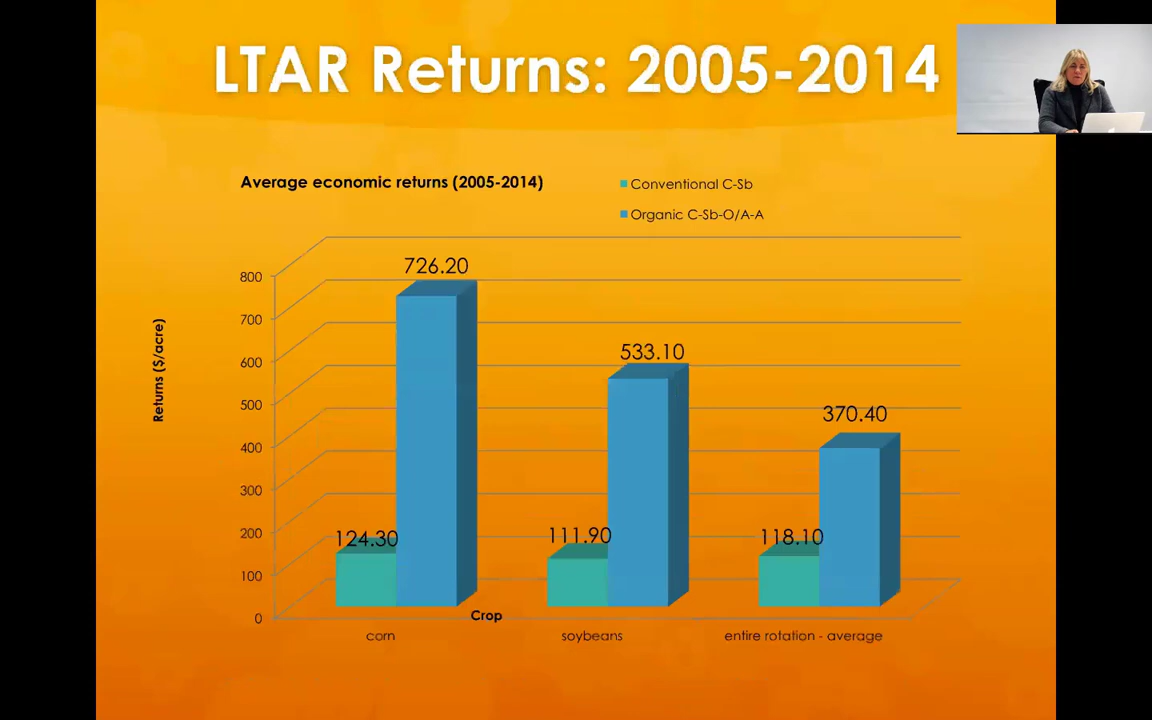 LTAR Returns: 2005-2014
Average economic returns (2005-2014)
Conventional C-Sb
Organic C-Sb-O/A-A
Returns ($/acre)
800
700
600
500
400
300
200
100
0
726.20
533.10
370.40
124.30
111.90
118.10
Crop
corn
soybeans
entire rotation - average